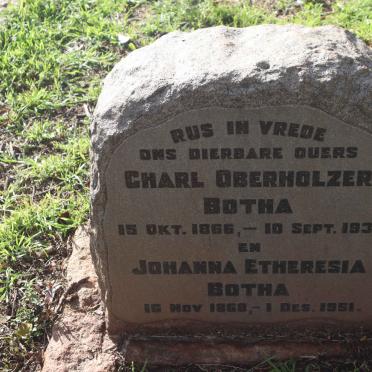 RUS IN VREDE
ONS DIERBARE OUERS
CHARL OBERHOLZER
BOTHA
15 OKT. 1866,— 10 SEPT. 193
EN
JOHANNA ETHERESIA
BOTHA
15 NOV 1868,— 1 DES. 1951.